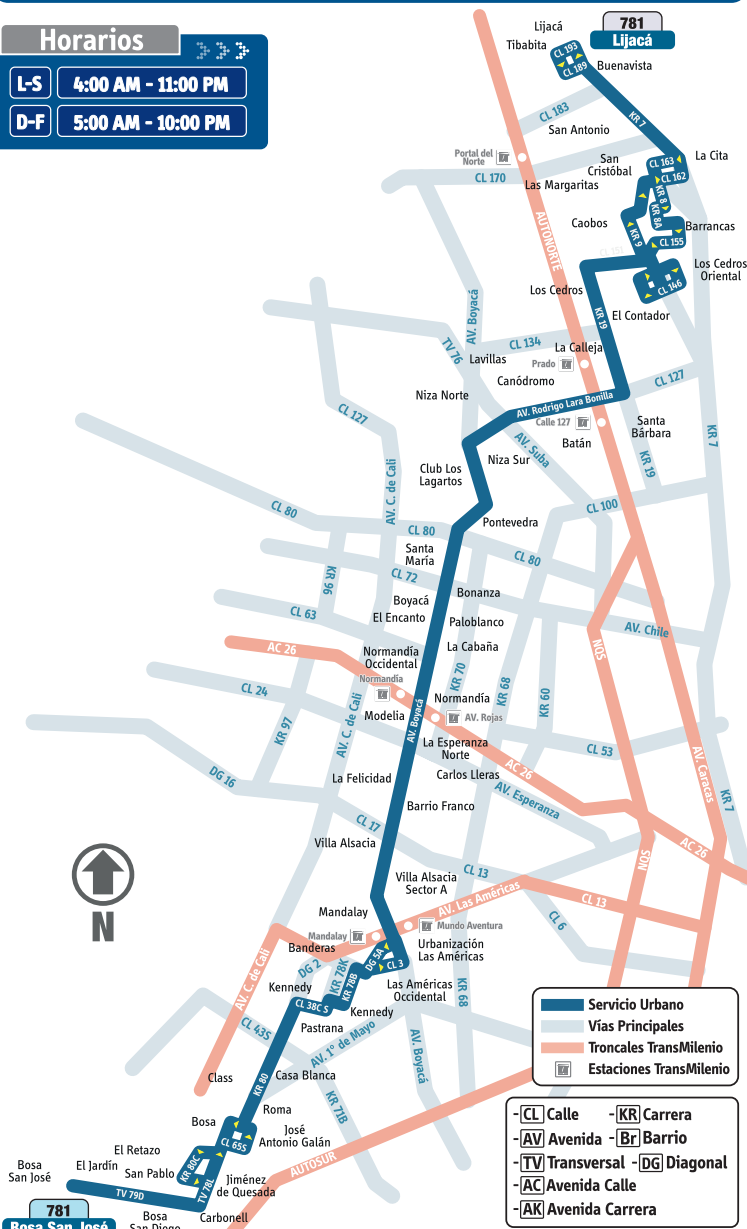 Horarios
L-S 4:00 AM - 11:00 PM
D-F 5:00 AM - 10:00 PM
781
Lijacá
Lijacá
Tibabita
CL 193
CL 189
Buenavista
CL 183
KR 7
San Antonio
Portal del
Norte
CL 170
San
Cristóbal
CL 163
La Cita
CL 162
Las Margaritas
KR 8
KR 8A
Caobos
KR 9
Barrancas
CL 155
AUTONORTE
CL 151
Los Cedros
Oriental
CL 146
Los Cedros
El Contador
AV. Boyacá
KR 19
TV 76
CL 134
La Calleja
Lavillas
Prado
Canódromo
CL 127
Niza Norte
AV. Rodrigo Lara Bonilla
CL 127
Calle 127
Santa
Bárbara
Batán
AV. Suba
KR 7
Niza Sur
KR 19
Club Los
Lagartos
AV. C. de Cali
CL 80
CL 100
Pontevedra
CL 80
Santa
María
CL 80
KR 96
CL 72
Bonanza
Boyacá
CL 63
El Encanto
Paloblanco
AV. Chile
AC 26
La Cabaña
NQS
Normandía
Occidental
Normandía
KR 70
KR 68
KR 60
CL 24
Normandía
Modelia
AV. Rojas
AV. Boyacá
AV. C. de Cali
KR 97
La Esperanza
Norte
CL 53
DG 16
La Felicidad
Carlos Lleras
AC 26
AV. Caracas
AV. Esperanza
KR 7
Barrio Franco
CL 17
Villa Alsacia
AC 26
NQS
Villa Alsacia
Sector A
CL 13
N
AV. Las Américas
CL 13
Mandalay
CL 6
Mandalay
Mundo Aventura
Banderas
Urbanización
Las Américas
DG 5A
CL 3
DG 2
KR 78K
AV. C. de Cali
KR 78B
Kennedy
Las Américas
Occidental
KR 68
CL 38C S
Kennedy
Pastrana
CL 43S
AV. 1° de Mayo
AV. Boyacá
Class
KR 80
Casa Blanca
KR 71B
Roma
Bosa
José
Antonio Galán
CL 65S
El Retazo
El Jardín
San Pablo
KR 80C
Bosa
San José
TV 79D
TV 78L
Jiménez
de Quesada
AUTOSUR
Bosa
San Diego
Carbonell
781
Bosa San José
Servicio Urbano
Vías Principales
Troncales TransMilenio
Estaciones TransMilenio
- CL Calle - KR Carrera
- AV Avenida - Br Barrio
- TV Transversal - DG Diagonal
- AC Avenida Calle
- AK Avenida Carrera